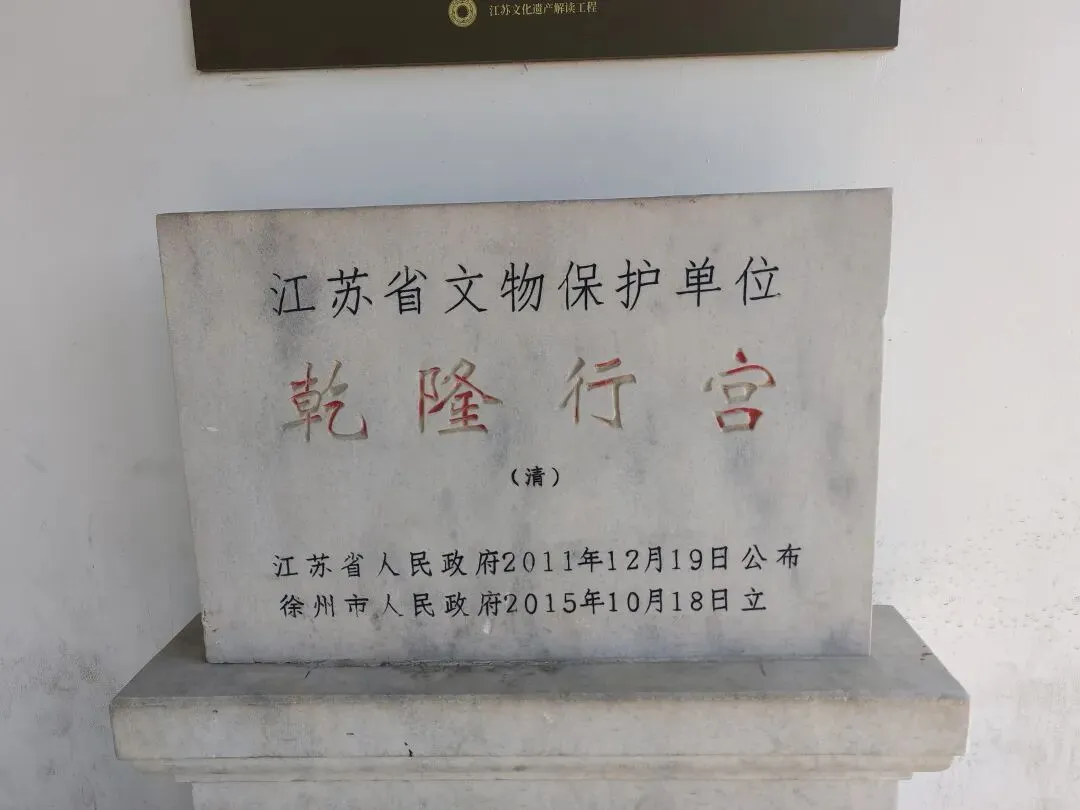 江苏文化遗产解读工程
江苏省文物保护单位
乾隆行宫
（清）
江苏省人民政府2011年12月19日公布
徐州市人民政府2015年10月18日立